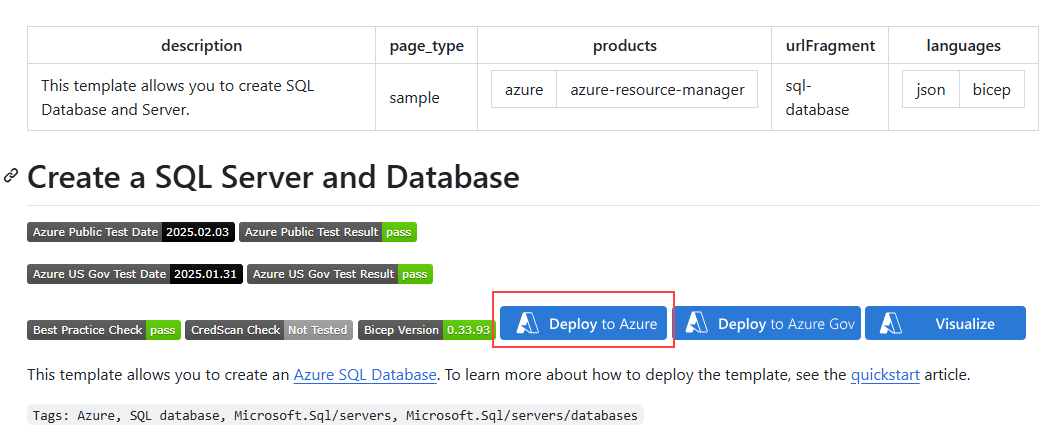 description page_type products urlFragment languages
This template allows you to create SQL
Database and Server.
sample
azure azure-resource-manager
sql-
database
json bicep
Create a SQL Server and Database
Azure Public Test Date 2025.02.03 Azure Public Test Result pass
Azure US Gov Test Date 2025.01.31 Azure US Gov Test Result pass
Best Practice Check pass CredScan Check Not Tested Bicep Version 0.33.93 Deploy to Azure Deploy to Azure Gov Visualize
This template allows you to create an Azure SQL Database. To learn more about how to deploy the template, see the quickstart article.
Tags: Azure, SQL database, Microsoft.Sql/servers, Microsoft.Sql/servers/databases